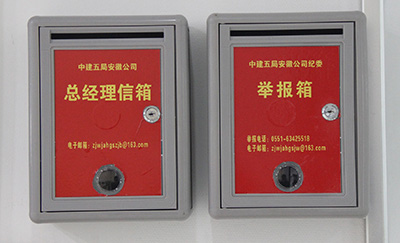 中建五局安徽公司
总经理信箱
电子邮箱：zjwjahgszjb@163.com
中建五局安徽公司纪委
举报箱
举报电话：0551-63425518
电子邮箱：zjwjahgsjw@163.com